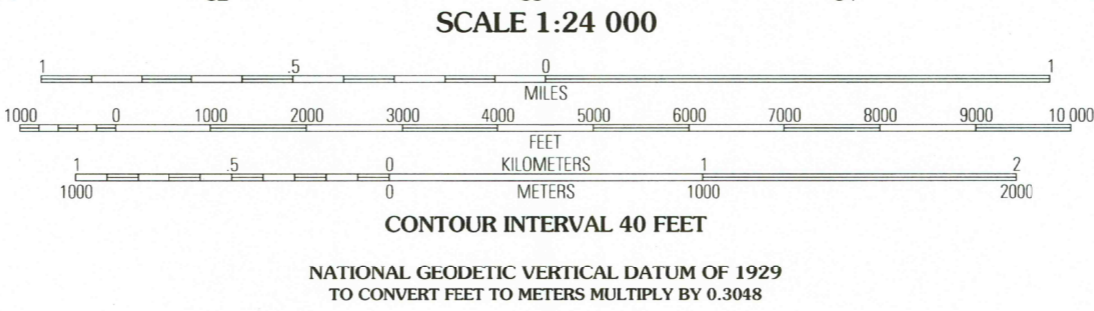 SCALE 1:24 000
1 .5 0 1
MILES
1000 0 1000 2000 3000 4000 5000 6000 7000 8000 9000 10 000
FEET
1 .5 0 KILOMETERS 1 2
1000 0 METERS 1000 2000
CONTOUR INTERVAL 40 FEET
NATIONAL GEODETIC VERTICAL DATUM OF 1929
TO CONVERT FEET TO METERS MULTIPLY BY 0.3048